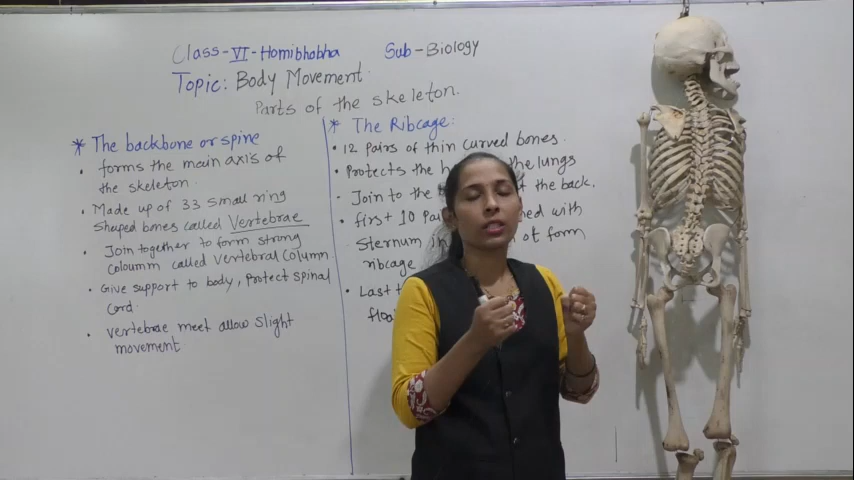 Class-VI-Homibhabha Sub-Biology
Topic: Body Movement
Parts of the skeleton.
* The backbone or spine
• forms the main axis of
the skeleton.
• Made up of 33 small ring
shaped bones called Vertebrae
• Join together to form strong
coloumn called Vertebral Column
• Give support to body, Protect spinal
Cord.
• Vertebrae meet allow slight
movement.
* The Ribcage:
• 12 pairs of thin curved bones.
• Protects the the lungs
• Join to the the back.
• first 10 with
Sternum of form
ribcage
• Last